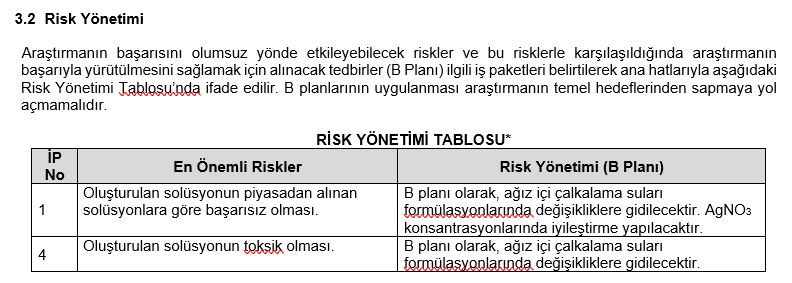 3.2 Risk Yönetimi
Araştırmanın başarısını olumsuz yönde etkileyebilecek riskler ve bu risklerle karşılaşıldığında araştırmanın
başarıyla yürütülmesini sağlamak için alınacak tedbirler (B Planı) ilgili iş paketleri belirtilerek ana hatlarıyla aşağıdaki
Risk Yönetimi Tablosu'nda ifade edilir. B planlarının uygulanması araştırmanın temel hedeflerinden sapmaya yol
açmamalıdır.
RİSK YÖNETİMİ TABLOSU*
İP
No
En Önemli Riskler
Risk Yönetimi (B Planı)
1
Oluşturulan solüsyonun piyasadan alınan
solüsyonlara göre başarısız olması.
B planı olarak, ağız içi çalkalama suları
formülasyonlarında değişikliklere gidilecektir. AgNO₃
konsantrasyonlarında iyileştirme yapılacaktır.
4
Oluşturulan solüsyonun toksik olması.
B planı olarak, ağız içi çalkalama suları
formülasyonlarında değişikliklere gidilecektir.